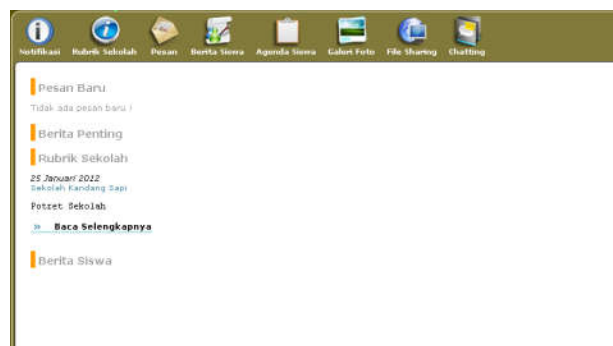 Notifikasi Rubrik Sekolah Pesan Berita Siswa Agenda Siswa Galeri Foto File Sharing Chatting
Pesan Baru
Tidak ada pesan baru !
Berita Penting
Rubrik Sekolah
25 Januari 2012
Sekolah Kandang Sapi
Potret Sekolah
» Baca Selengkapnya
Berita Siswa